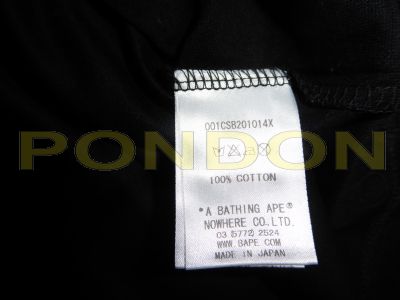 001CSB201014X
PONDON
100% COTTON
*A BATHING APE®
NOWHERE CO., LTD.
03(5772)2524
WWW.BAPE.COM
MADE IN JAPAN